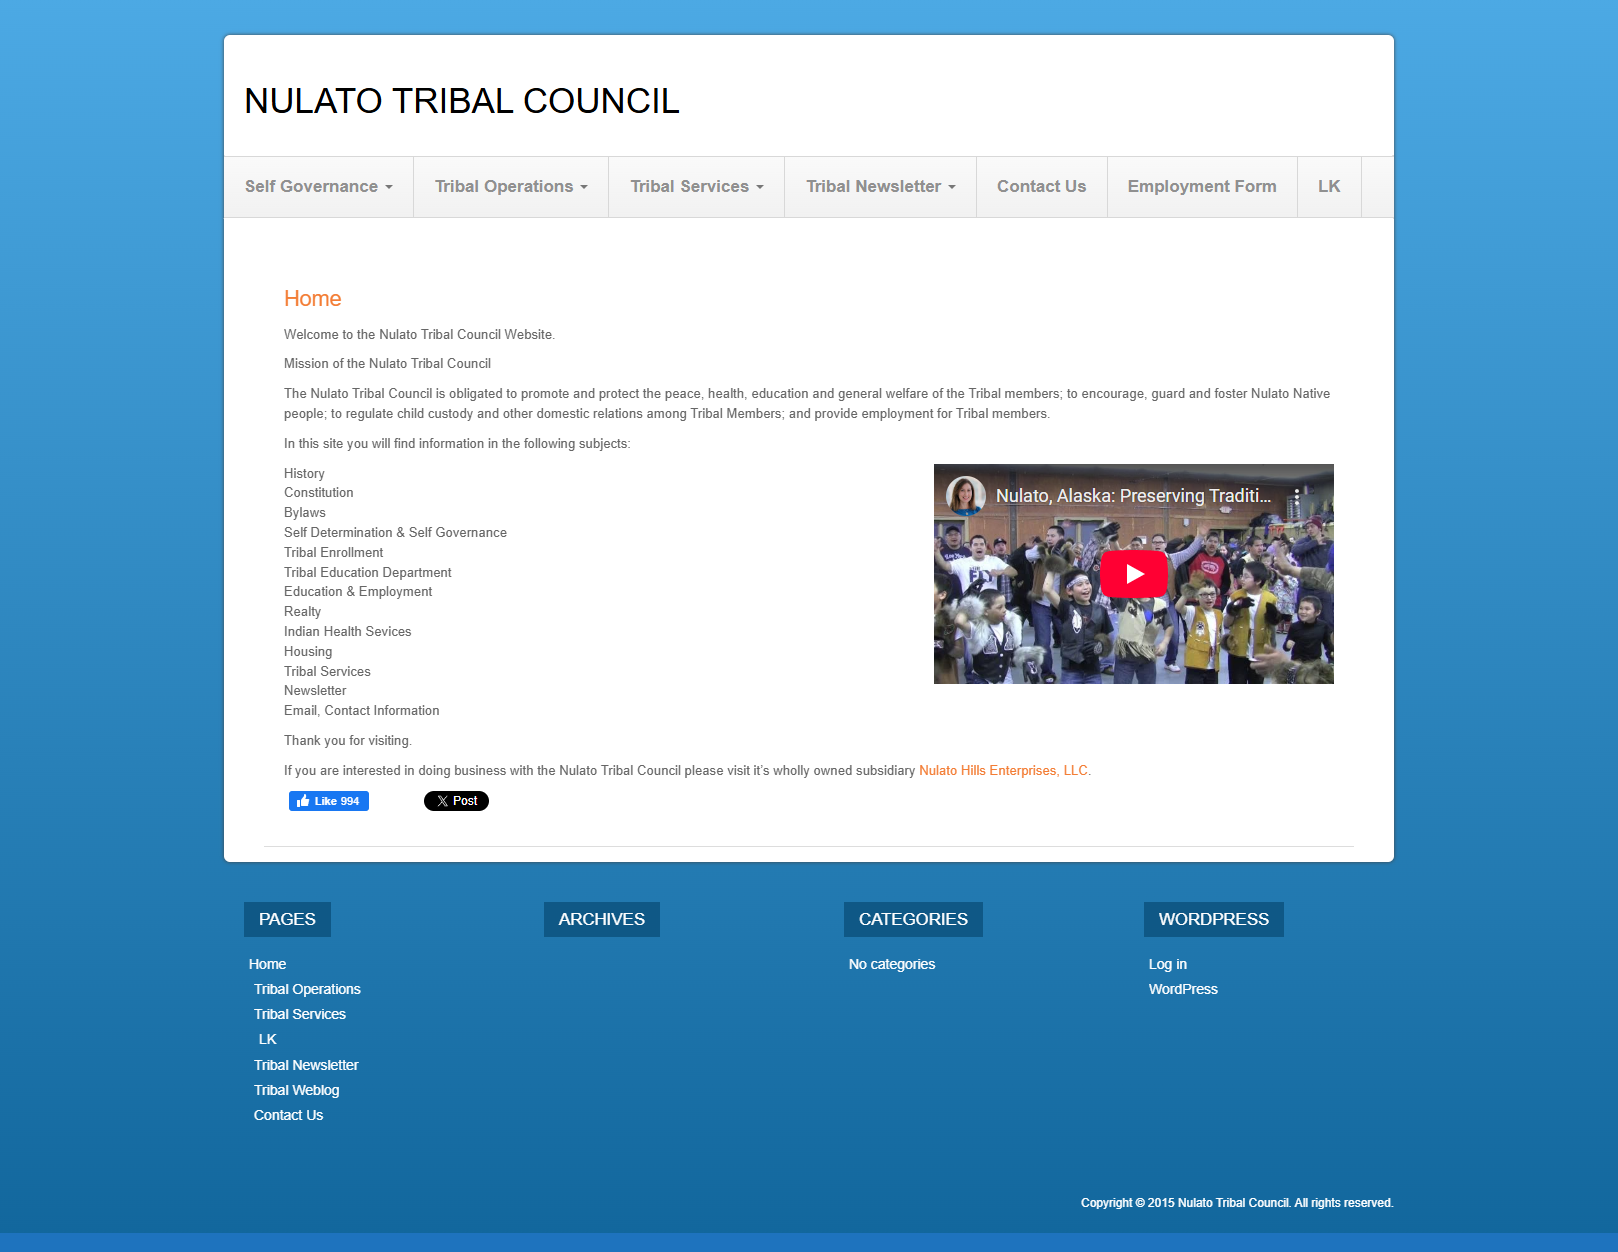 NULATO TRIBAL COUNCIL
Self Governance
Tribal Operations
Tribal Services
Tribal Newsletter
Contact Us
Employment Form
LK
Home
Welcome to the Nulato Tribal Council Website.
Mission of the Nulato Tribal Council
The Nulato Tribal Council is obligated to promote and protect the peace, health, education and general welfare of the Tribal members; to encourage, guard and foster Nulato Native
people; to regulate child custody and other domestic relations among Tribal Members; and provide employment for Tribal members.
In this site you will find information in the following subjects:
History
Constitution
Bylaws
Self Determination & Self Governance
Tribal Enrollment
Tribal Education Department
Education & Employment
Realty
Indian Health Sevices
Housing
Tribal Services
Newsletter
Email, Contact Information
Nulato, Alaska: Preserving Traditi...
FLY
Thank you for visiting.
If you are interested in doing business with the Nulato Tribal Council please visit it's wholly owned subsidiary Nulato Hills Enterprises, LLC.
Like 994
Post
PAGES
Home
Tribal Operations
Tribal Services
LK
Tribal Newsletter
Tribal Weblog
Contact Us
ARCHIVES
CATEGORIES
No categories
WORDPRESS
Log in
WordPress
Copyright © 2015 Nulato Tribal Council. All rights reserved.